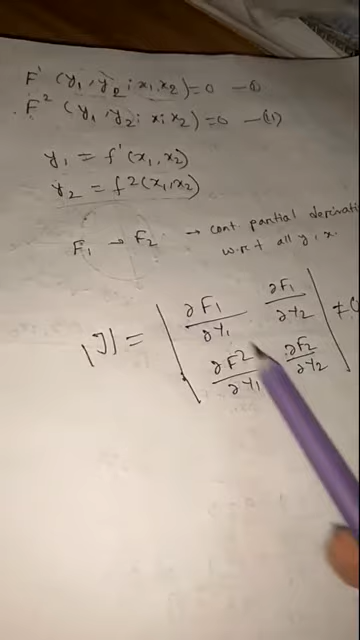 F¹ (y₁, y₂; x₁, x₂) = 0 — (i)
F² (y₁, y₂; x₁ x₂) = 0 — (ii)
y₁ = f¹(x₁, x₂)
y₂ = f²(x₁, x₂)
F₁ → F₂ → cont. partial derivati
w.r.t all y, x.
|J| = | ∂F₁/∂y₁ ∂F₁/∂y₂ | ≠ 0
∂F²/∂y₁ ∂F₂/∂y₂